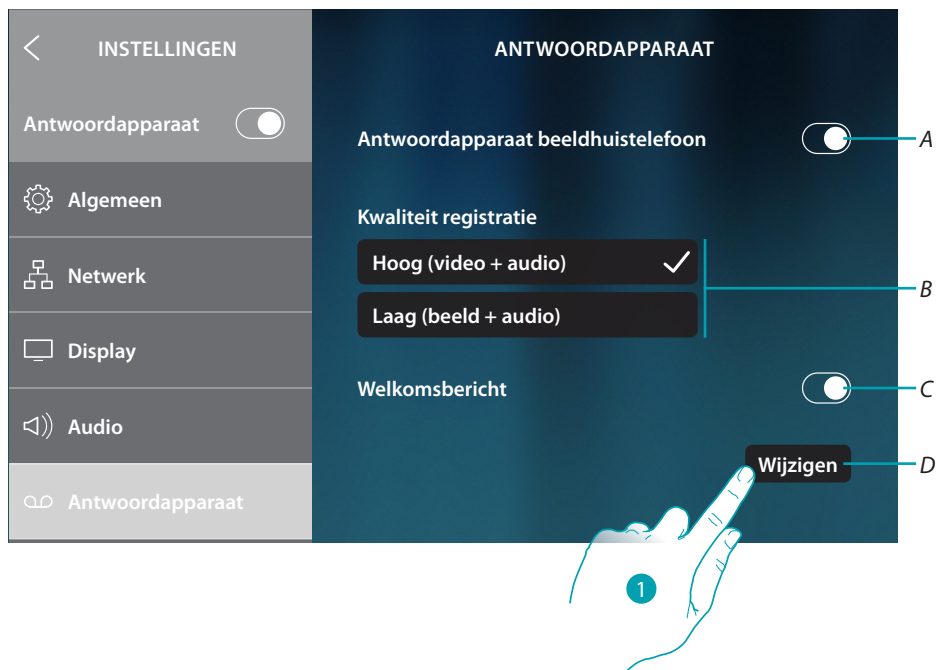 INSTELLINGEN
Antwoordapparaat
Algemeen
Netwerk
Display
Audio
Antwoordapparaat
ANTWOORDAPPARAAT
Antwoordapparaat beeldhuistelefoon
A
Kwaliteit registratie
Hoog (video + audio)
Laag (beeld + audio)
B
Welkomsbericht
C
Wijzigen
D
1